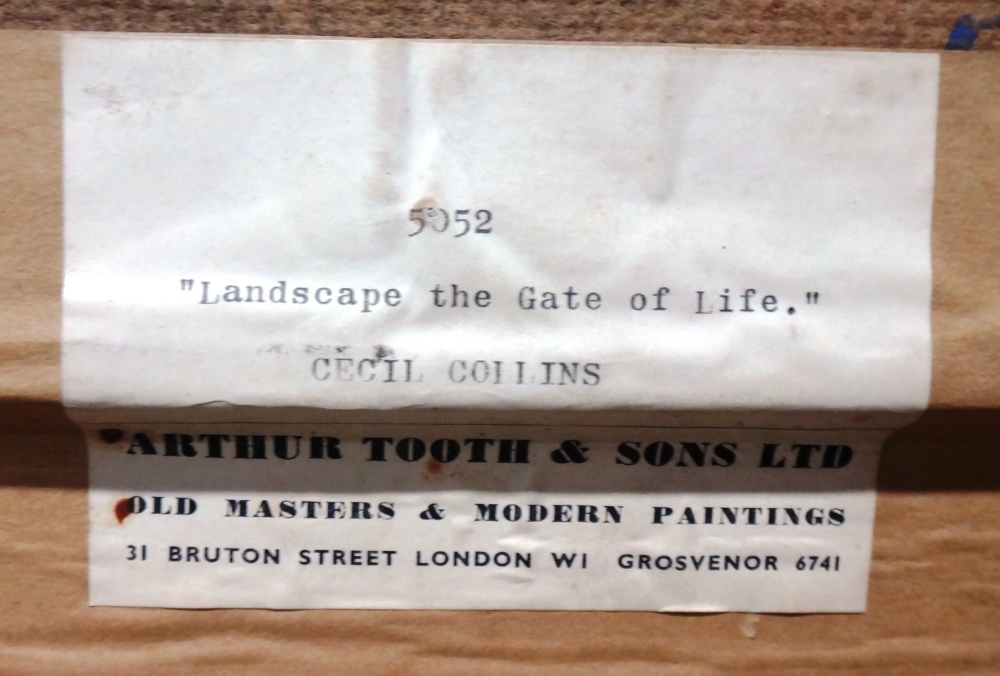 5052
"Landscape the Gate of Life."
CECIL COLLINS
ARTHUR TOOTH & SONS LTD
OLD MASTERS & MODERN PAINTINGS
31 BRUTON STREET LONDON W1 GROSVENOR 6741